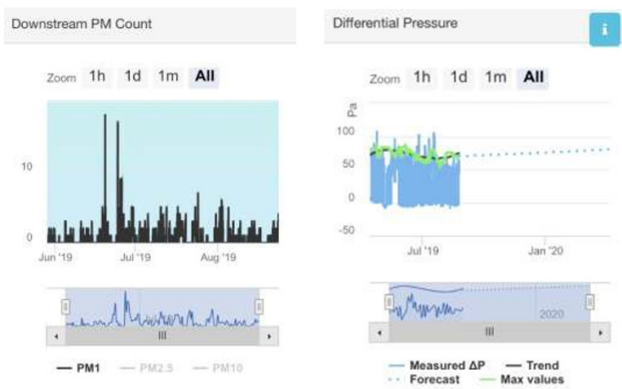 Downstream PM Count
Differential Pressure
i
Zoom 1h 1d 1m All
Zoom 1h 1d 1m All
Pa
10
0
Jun '19 Jul '19 Aug '19
100
50
0
-50
Jul '19 Jan '20
2020
PM1 PM2.5 PM10
Measured ΔP Trend
Forecast Max values